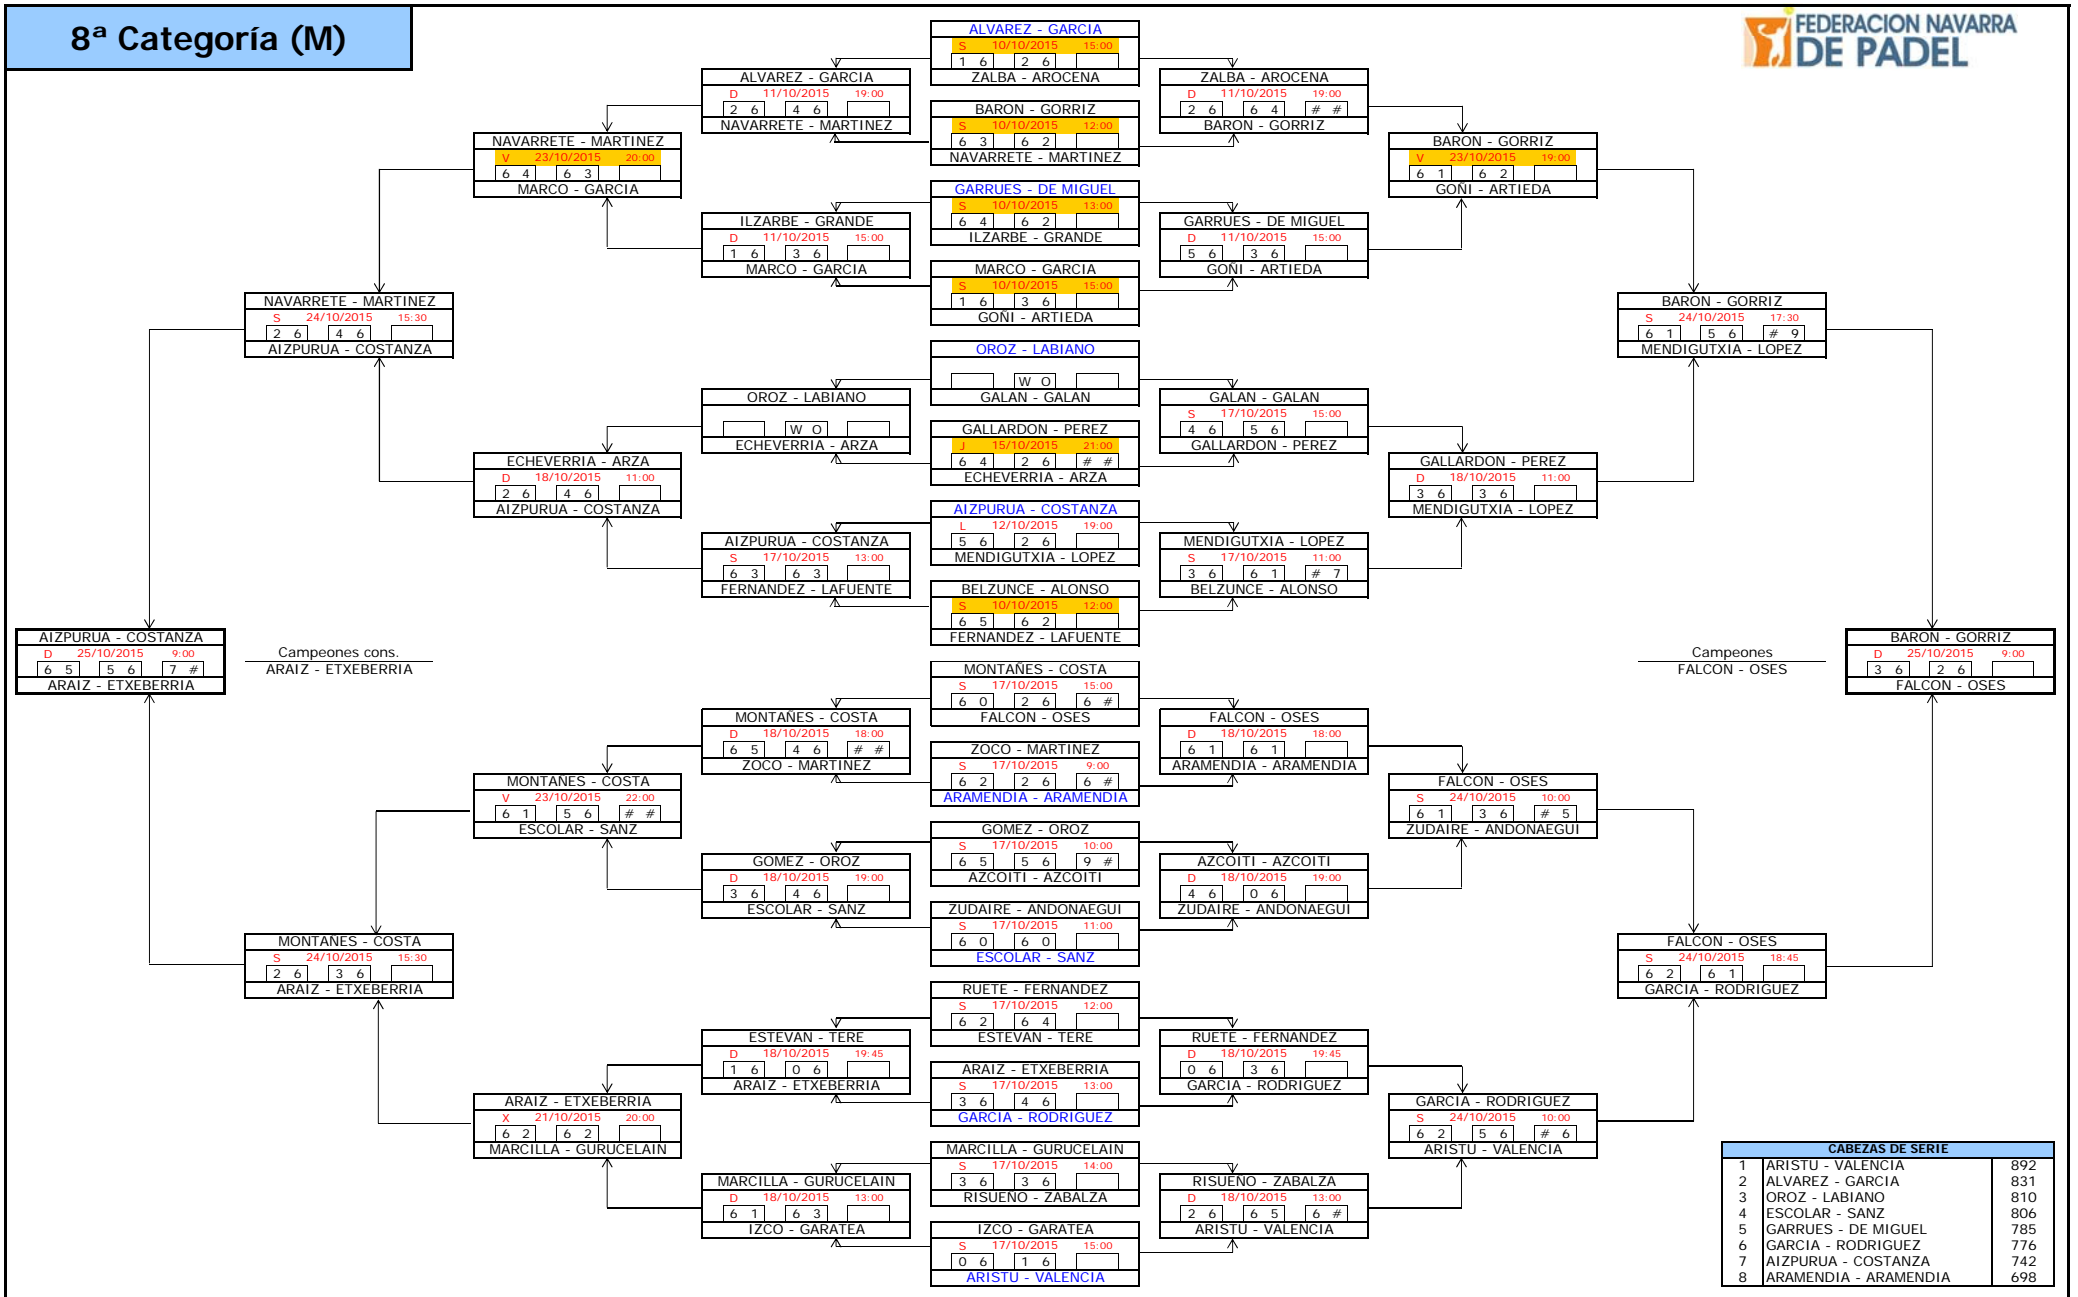 8ª Categoría (M)
FEDERACION NAVARRA
DE PADEL
ALVAREZ - GARCIA
S 10/10/2015 15:00
1 6 2 6
ZALBA - AROCENA
BARON - GORRIZ
S 10/10/2015 12:00
6 3 6 2
NAVARRETE - MARTINEZ
GARRUES - DE MIGUEL
S 10/10/2015 13:00
6 4 6 2
ILZARBE - GRANDE
MARCO - GARCIA
S 10/10/2015 15:00
1 6 3 6
GOÑI - ARTIEDA
OROZ - LABIANO
W O
GALAN - GALAN
GALLARDON - PEREZ
J 15/10/2015 21:00
6 4 2 6 # #
ECHEVERRIA - ARZA
AIZPURUA - COSTANZA
L 12/10/2015 19:00
5 6 2 6
MENDIGUTXIA - LOPEZ
BELZUNCE - ALONSO
S 10/10/2015 12:00
6 5 6 2
FERNANDEZ - LAFUENTE
MONTAÑES - COSTA
S 17/10/2015 15:00
6 0 2 6 6 #
FALCON - OSES
ZOCO - MARTINEZ
S 17/10/2015 9:00
6 2 2 6 6 #
ARAMENDIA - ARAMENDIA
GOMEZ - OROZ
S 17/10/2015 10:00
6 5 5 6 9 #
AZCOITI - AZCOITI
ZUDAIRE - ANDONAEGUI
S 17/10/2015 11:00
6 0 6 0
ESCOLAR - SANZ
RUETE - FERNANDEZ
S 17/10/2015 12:00
6 2 6 4
ESTEVAN - TERE
ARAIZ - ETXEBERRIA
S 17/10/2015 13:00
3 6 4 6
GARCIA - RODRIGUEZ
MARCILLA - GURUCELAIN
S 17/10/2015 14:00
3 6 3 6
RISUEÑO - ZABALZA
IZCO - GARATEA
S 17/10/2015 15:00
0 6 1 6
ARISTU - VALENCIA
ALVAREZ - GARCIA
D 11/10/2015 19:00
2 6 4 6
NAVARRETE - MARTINEZ
ILZARBE - GRANDE
D 11/10/2015 15:00
1 6 3 6
MARCO - GARCIA
OROZ - LABIANO
W O
ECHEVERRIA - ARZA
AIZPURUA - COSTANZA
S 17/10/2015 13:00
6 3 6 3
FERNANDEZ - LAFUENTE
MONTAÑES - COSTA
D 18/10/2015 18:00
6 5 4 6 # #
ZOCO - MARTINEZ
GOMEZ - OROZ
D 18/10/2015 19:00
3 6 4 6
ESCOLAR - SANZ
ESTEVAN - TERE
D 18/10/2015 19:45
1 6 0 6
ARAIZ - ETXEBERRIA
MARCILLA - GURUCELAIN
D 18/10/2015 13:00
6 1 6 3
IZCO - GARATEA
NAVARRETE - MARTINEZ
V 23/10/2015 20:00
6 4 6 3
MARCO - GARCIA
ECHEVERRIA - ARZA
D 18/10/2015 11:00
2 6 4 6
AIZPURUA - COSTANZA
MONTAÑES - COSTA
V 23/10/2015 22:00
6 1 5 6 # #
ESCOLAR - SANZ
ARAIZ - ETXEBERRIA
X 21/10/2015 20:00
6 2 6 2
MARCILLA - GURUCELAIN
NAVARRETE - MARTINEZ
S 24/10/2015 15:30
2 6 4 6
AIZPURUA - COSTANZA
MONTAÑES - COSTA
S 24/10/2015 15:30
2 6 3 6
ARAIZ - ETXEBERRIA
AIZPURUA - COSTANZA
D 25/10/2015 9:00
6 5 5 6 7 #
ARAIZ - ETXEBERRIA
Campeones cons.
ARAIZ - ETXEBERRIA
ZALBA - AROCENA
D 11/10/2015 19:00
2 6 6 4 # #
BARON - GORRIZ
GARRUES - DE MIGUEL
D 11/10/2015 15:00
5 6 3 6
GOÑI - ARTIEDA
GALAN - GALAN
S 17/10/2015 15:00
4 6 5 6
GALLARDON - PEREZ
MENDIGUTXIA - LOPEZ
S 17/10/2015 11:00
3 6 6 1 # 7
BELZUNCE - ALONSO
FALCON - OSES
D 18/10/2015 18:00
6 1 6 1
ARAMENDIA - ARAMENDIA
AZCOITI - AZCOITI
D 18/10/2015 19:00
4 6 0 6
ZUDAIRE - ANDONAEGUI
RUETE - FERNANDEZ
D 18/10/2015 19:45
0 6 3 6
GARCIA - RODRIGUEZ
RISUEÑO - ZABALZA
D 18/10/2015 13:00
2 6 6 5 6 #
ARISTU - VALENCIA
BARON - GORRIZ
V 23/10/2015 19:00
6 1 6 2
GOÑI - ARTIEDA
GALLARDON - PEREZ
D 18/10/2015 11:00
3 6 3 6
MENDIGUTXIA - LOPEZ
FALCON - OSES
S 24/10/2015 10:00
6 1 3 6 # 5
ZUDAIRE - ANDONAEGUI
GARCIA - RODRIGUEZ
S 24/10/2015 10:00
6 2 5 6 # 6
ARISTU - VALENCIA
BARON - GORRIZ
S 24/10/2015 17:30
6 1 5 6 # 9
MENDIGUTXIA - LOPEZ
FALCON - OSES
S 24/10/2015 18:45
6 2 6 1
GARCIA - RODRIGUEZ
Campeones
FALCON - OSES
BARON - GORRIZ
D 25/10/2015 9:00
3 6 2 6
FALCON - OSES
CABEZAS DE SERIE
1 ARISTU - VALENCIA 892
2 ALVAREZ - GARCIA 831
3 OROZ - LABIANO 810
4 ESCOLAR - SANZ 806
5 GARRUES - DE MIGUEL 785
6 GARCIA - RODRIGUEZ 776
7 AIZPURUA - COSTANZA 742
8 ARAMENDIA - ARAMENDIA 698